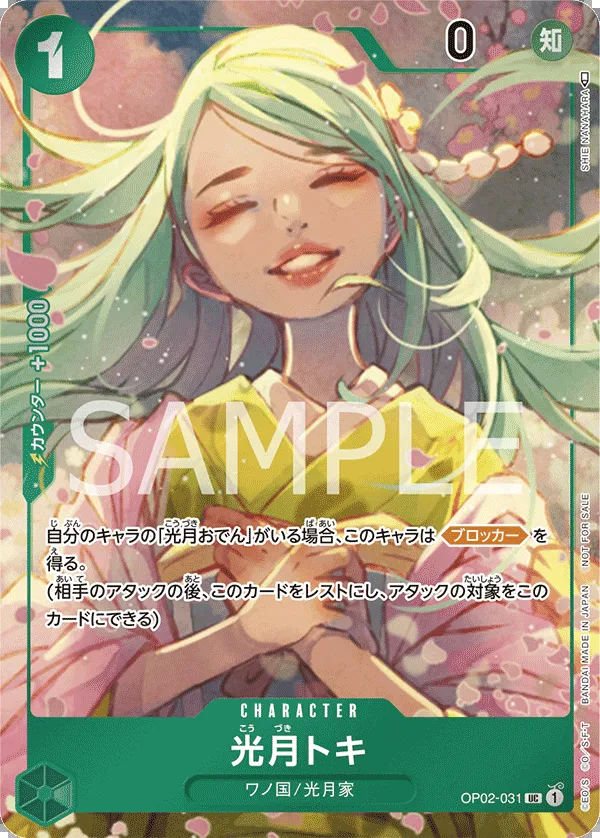 1
0
知
SHIE NANAHARA
カウンター +1000
SAMPLE
自分のキャラの「光月おでん」がいる場合、このキャラは ブロッカー を
得る。
(相手のアタックの後、このカードをレストにし、アタックの対象をこの
カードにできる)
CHARACTER
光月トキ
ワノ国/光月家
OP02-031 UC 1
©E.O/S. ©O/S・F・T BANDAI MADE IN JAPAN NOT FOR SALE